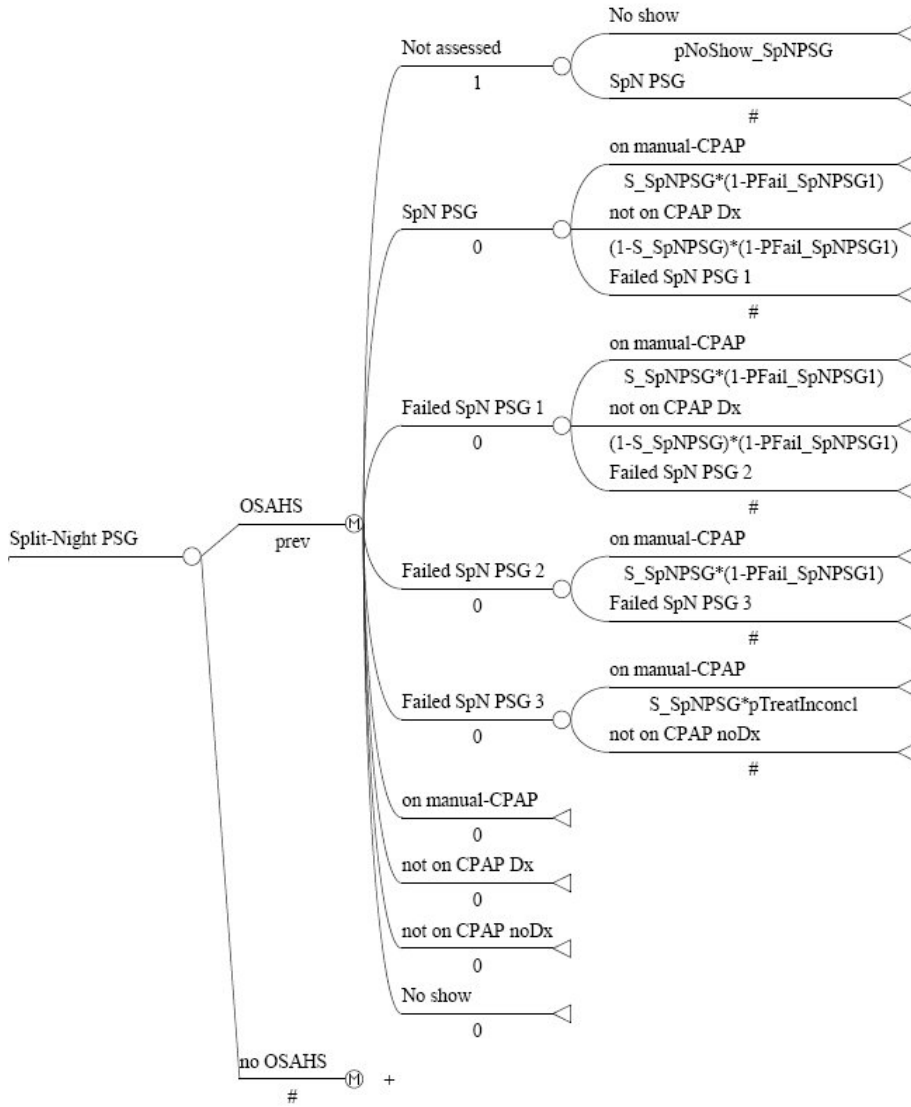 Split-Night PSG
OSAHS
prev
Not assessed
1
No show
pNoShow_SpNPSG
SpN PSG
#
SpN PSG
0
on manual-CPAP
S_SpNPSG*(1-PFail_SpNPSG1)
not on CPAP Dx
(1-S_SpNPSG)*(1-PFail_SpNPSG1)
Failed SpN PSG 1
#
Failed SpN PSG 1
0
on manual-CPAP
S_SpNPSG*(1-PFail_SpNPSG1)
not on CPAP Dx
(1-S_SpNPSG)*(1-PFail_SpNPSG1)
Failed SpN PSG 2
#
Failed SpN PSG 2
0
on manual-CPAP
S_SpNPSG*(1-PFail_SpNPSG1)
Failed SpN PSG 3
#
Failed SpN PSG 3
0
on manual-CPAP
S_SpNPSG*pTreatInconcl
not on CPAP noDx
#
on manual-CPAP
0
not on CPAP Dx
0
not on CPAP noDx
0
No show
0
M
no OSAHS
#
M +